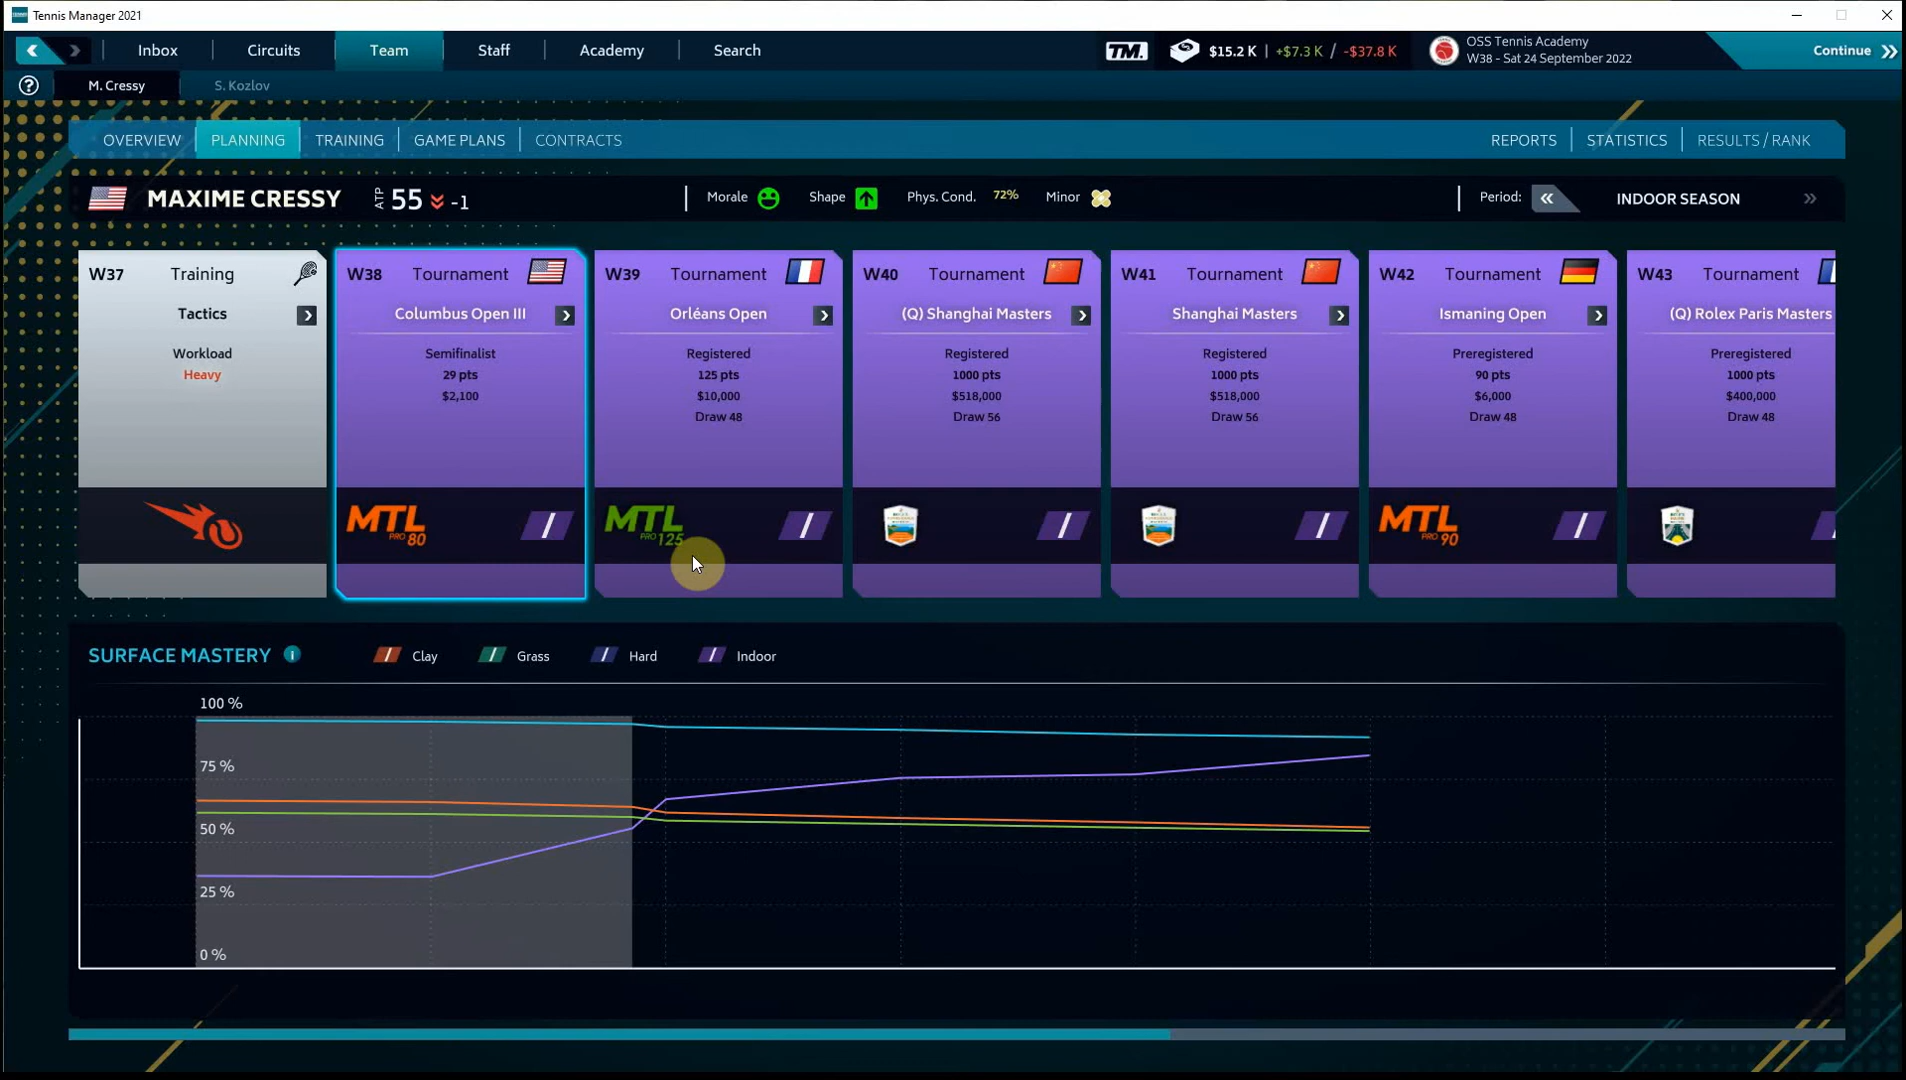 Tennis Manager 2021
Inbox
Circuits
Team
Staff
Academy
Search
TM.
$15.2 K | +$7.3 K / -$37.8 K
OSS Tennis Academy
W38 - Sat 24 September 2022
Continue
?
M. Cressy
S. Kozlov
OVERVIEW
PLANNING
TRAINING
GAME PLANS
CONTRACTS
REPORTS
STATISTICS
RESULTS / RANK
MAXIME CRESSY
ATP 55 -1
Morale
Shape
Phys. Cond. 72%
Minor
Period:
INDOOR SEASON
W37 Training
Tactics
Workload
Heavy
W38 Tournament
Columbus Open III
Semifinalist
29 pts
$2,100
MTL
PRO 80
W39 Tournament
Orléans Open
Registered
125 pts
$10,000
Draw 48
MTL
PRO 125
W40 Tournament
(Q) Shanghai Masters
Registered
1000 pts
$518,000
Draw 56
W41 Tournament
Shanghai Masters
Registered
1000 pts
$518,000
Draw 56
W42 Tournament
Ismaning Open
Preregistered
90 pts
$6,000
Draw 48
MTL
PRO 90
W43 Tournament
(Q) Rolex Paris Masters
Preregistered
1000 pts
$400,000
Draw 48
SURFACE MASTERY i
Clay
Grass
Hard
Indoor
100 %
75 %
50 %
25 %
0 %